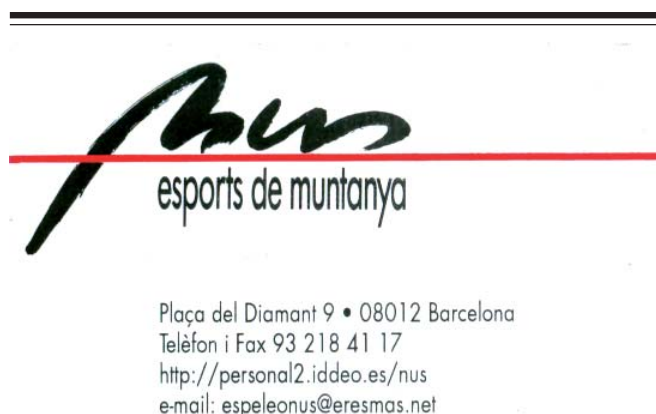 nus
esports de muntanya
Plaça del Diamant 9 • 08012 Barcelona
Telèfon i Fax 93 218 41 17
http://personal2.iddeo.es/nus
e-mail: espeleonus@eresmas.net